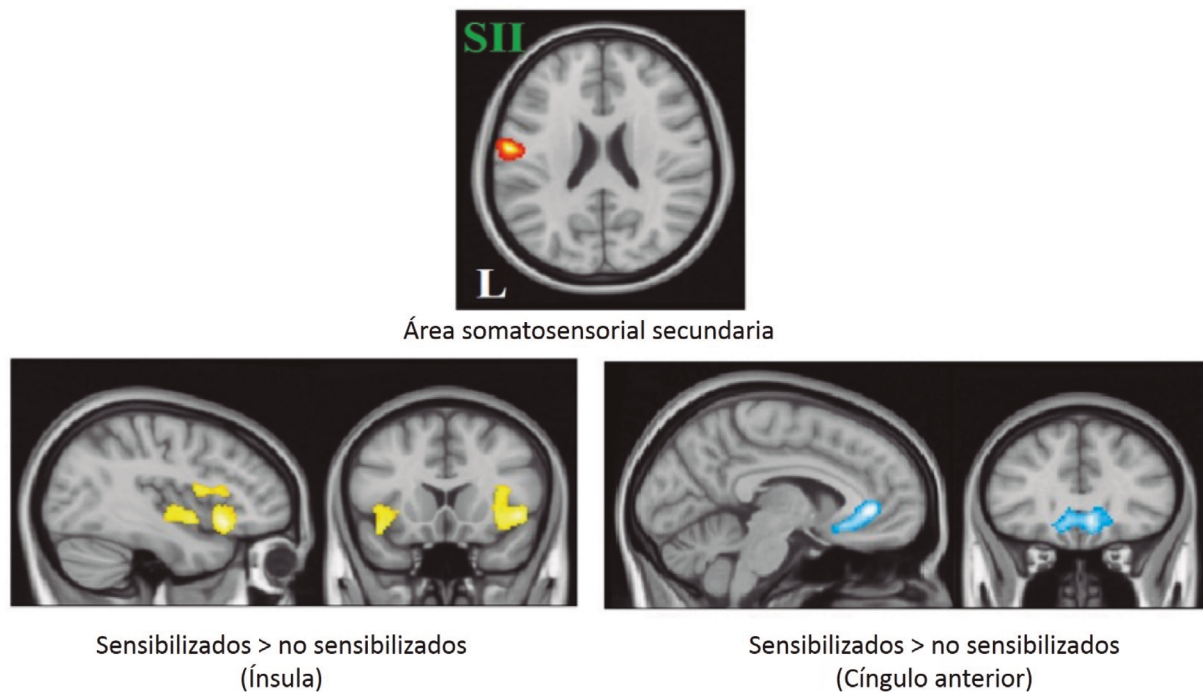 SII
L
Área somatosensorial secundaria
Sensibilizados > no sensibilizados
(Ínsula)
Sensibilizados > no sensibilizados
(Cíngulo anterior)